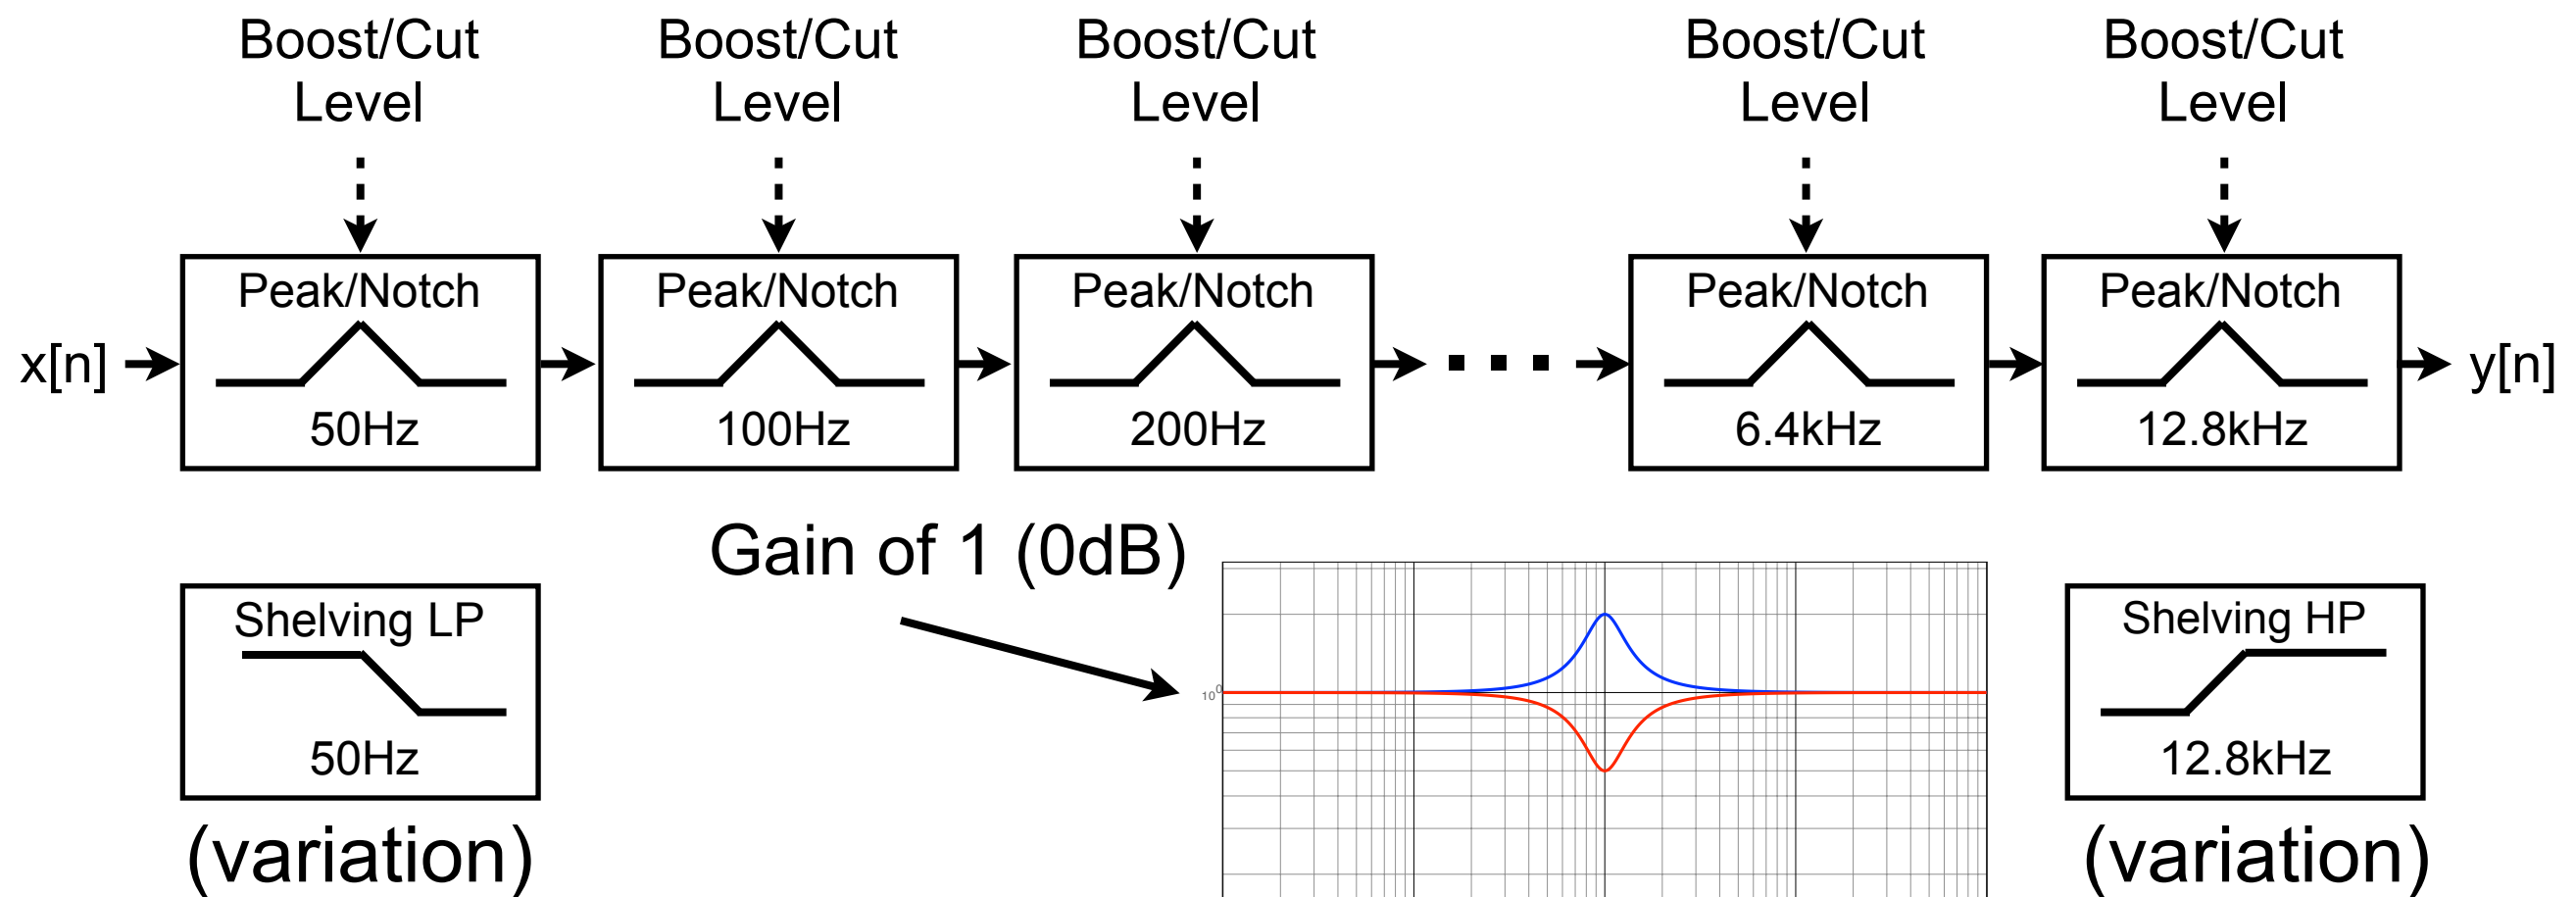 Boost/Cut
Level
Boost/Cut
Level
Boost/Cut
Level
Boost/Cut
Level
Boost/Cut
Level
x[n]
Peak/Notch
50Hz
Peak/Notch
100Hz
Peak/Notch
200Hz
Peak/Notch
6.4kHz
Peak/Notch
12.8kHz
y[n]
Shelving LP
50Hz
(variation)
Gain of 1 (0dB)
10⁰
Shelving HP
12.8kHz
(variation)